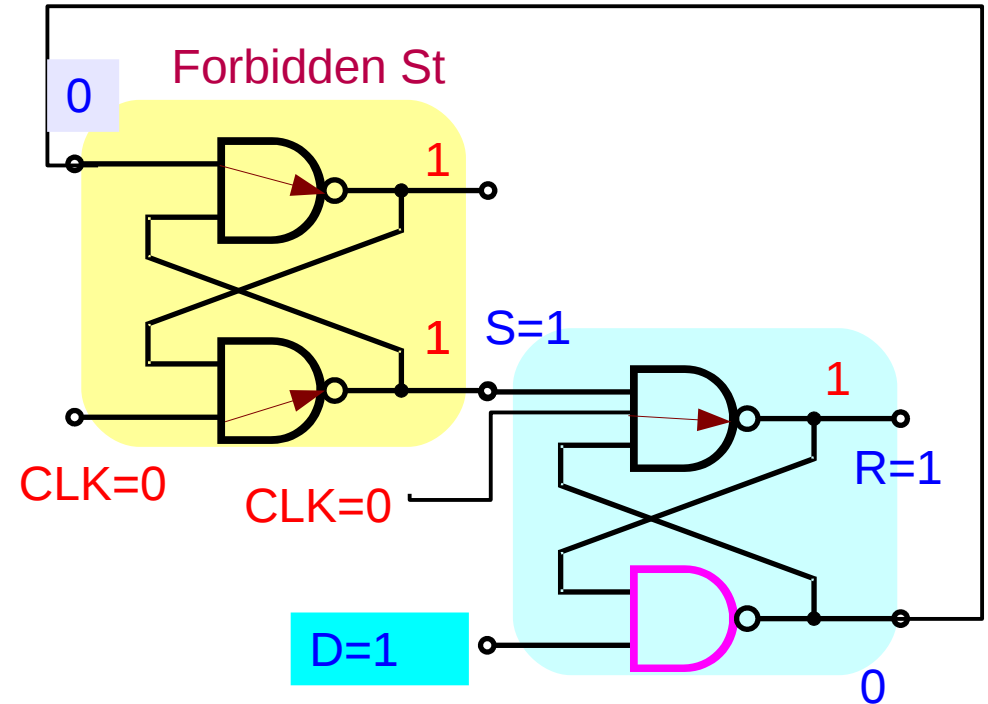 Forbidden St
0
1
1
S=1
1
R=1
CLK=0
CLK=0
D=1
0